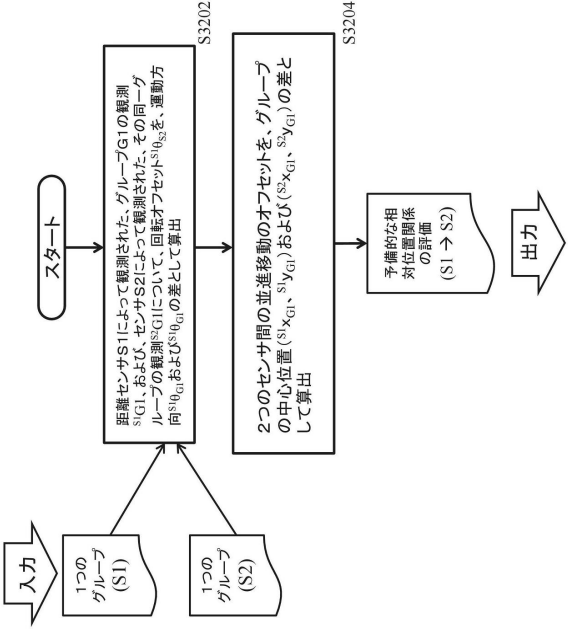 スタート
距離センサS1によって観測された、グループG1の観測
S1G1、および、センサS2によって観測された、その同一グ
ループの観測S2G1について、回転オフセットS1θS2を、運動方
向S1θG1およびS1θG1の差として算出
S3202
2つのセンサ間の並進移動のオフセットを、グループ
の中心位置(S1xG1、S1yG1)および(S2xG1、S2yG1)の差と
して算出
S3204
予備的な相
対位置関係
の評価
(S1 → S2)
出力
入力
1つの
グループ
(S1)
1つの
グループ
(S2)